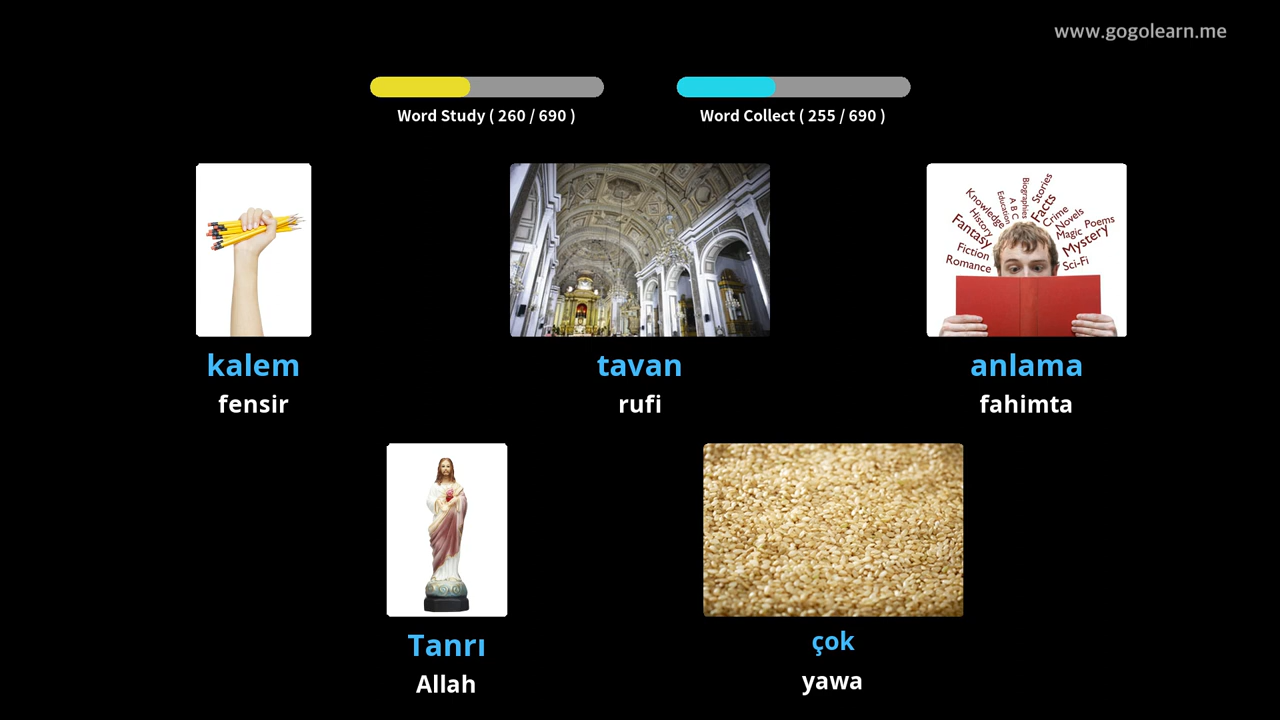 www.gogolearn.me
Word Study ( 260 / 690 )
Word Collect ( 255 / 690 )
Knowledge
History
Fantasy
Fiction
Romance
Education
A B C
Biographies
Stories
Facts
Crime
Novels
Magic
Poems
Mystery
Sci-Fi
kalem
tavan
anlama
fensir
rufi
fahimta
Tanrı
çok
Allah
yawa